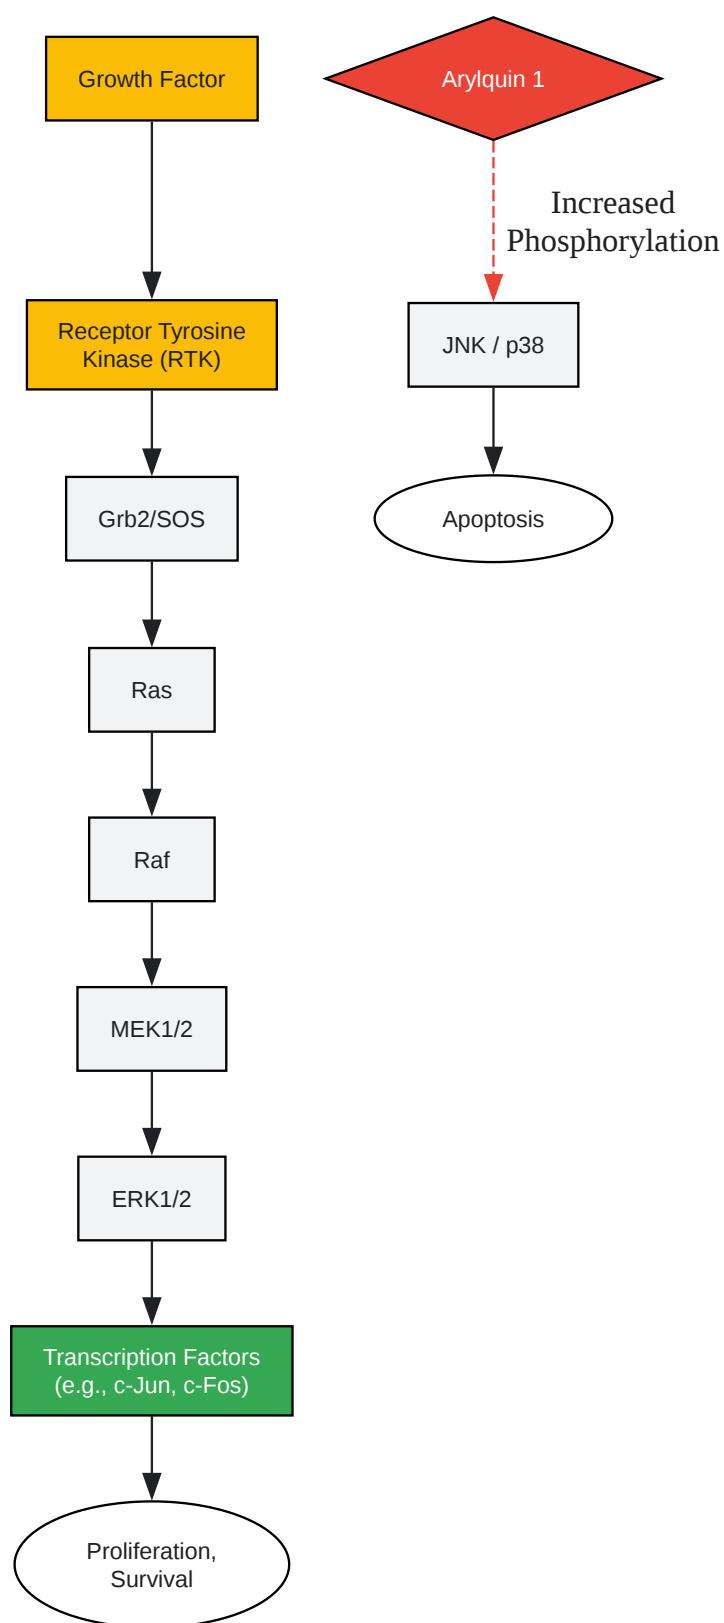 Growth Factor
Receptor Tyrosine
Kinase (RTK)
Grb2/SOS
Ras
Raf
MEK1/2
ERK1/2
Transcription Factors
(e.g., c-Jun, c-Fos)
Proliferation,
Survival
Arylquin 1
Increased
Phosphorylation
JNK / p38
Apoptosis